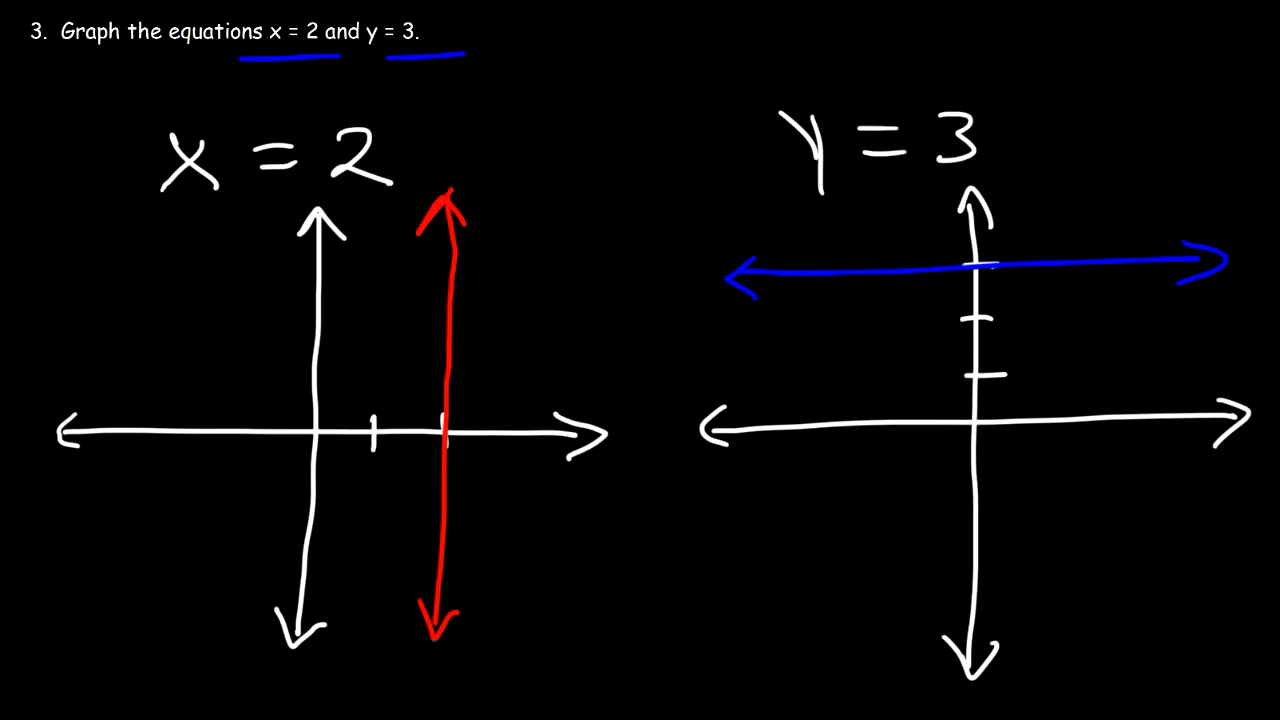 3. Graph the equations x = 2 and y = 3.
x = 2
y = 3